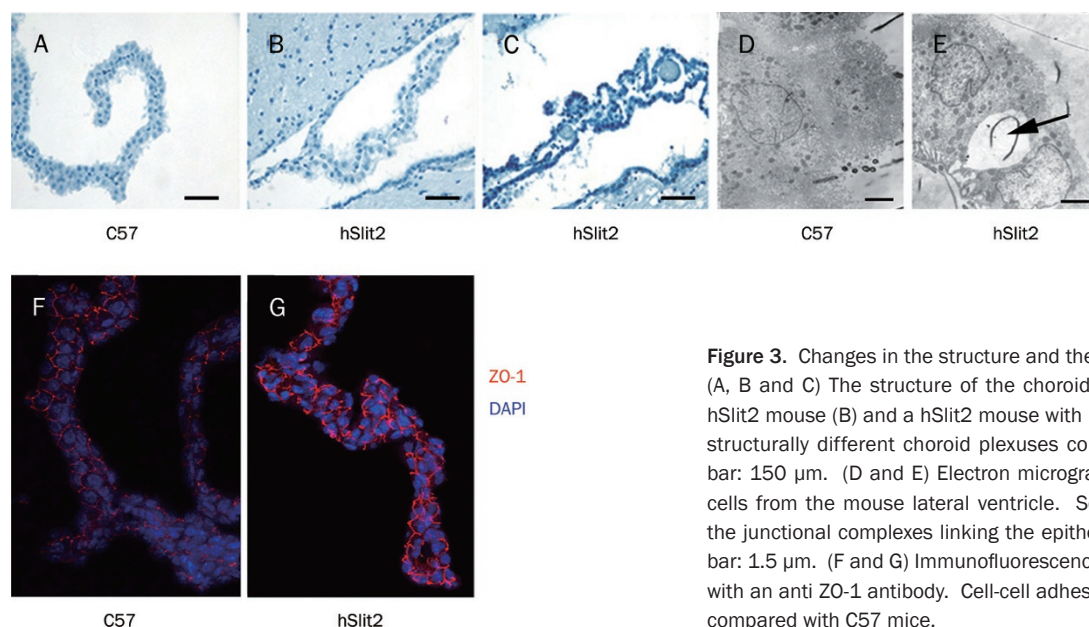 A
B
C
D
E
C57
hSlit2
hSlit2
C57
hSlit2
F
G
ZO-1
DAPI
C57
hSlit2
Figure 3. Changes in the structure and the
(A, B and C) The structure of the choroid
hSlit2 mouse (B) and a hSlit2 mouse with
structurally different choroid plexuses co
bar: 150 µm. (D and E) Electron microgra
cells from the mouse lateral ventricle. S
the junctional complexes linking the epithe
bar: 1.5 µm. (F and G) Immunofluorescenc
with an anti ZO-1 antibody. Cell-cell adhes
compared with C57 mice.